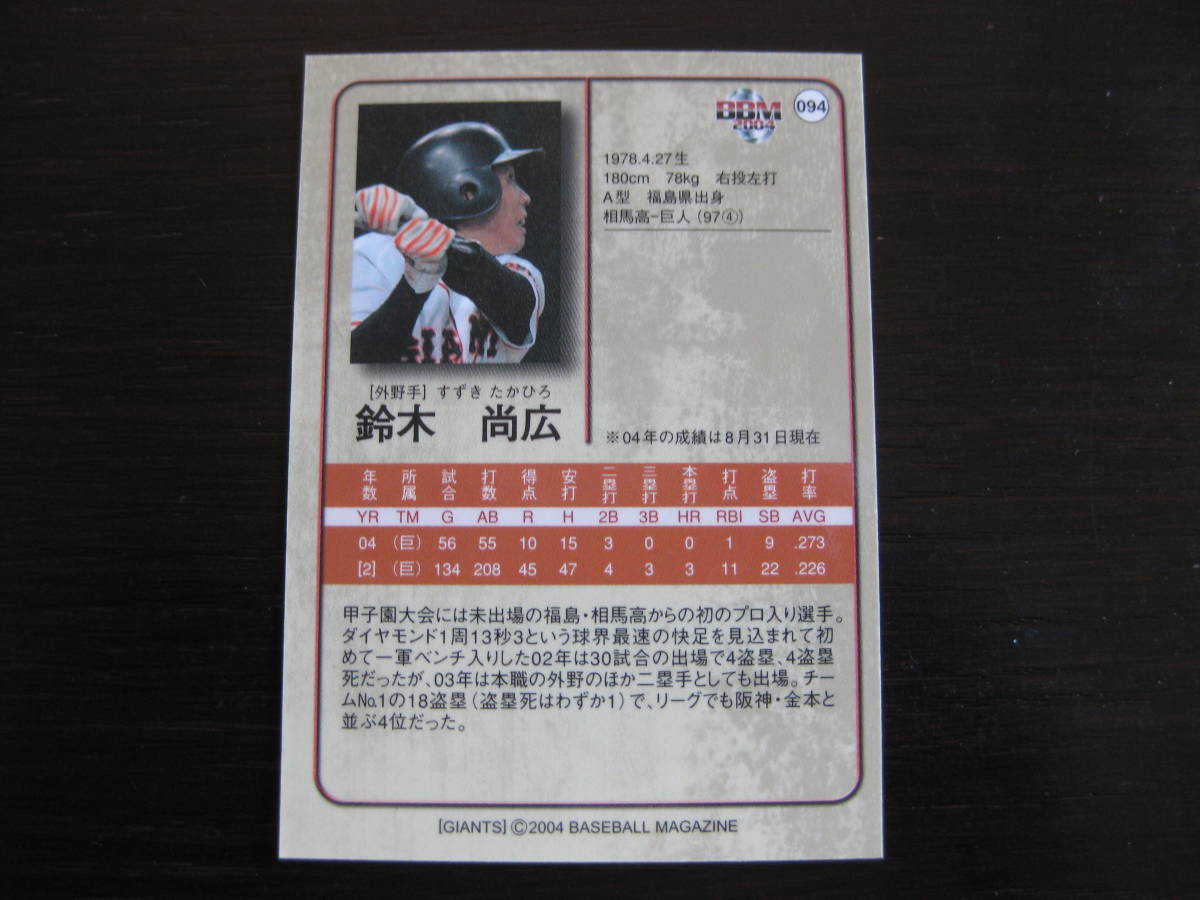 BBM
2004
094
1978.4.27生
180cm 78kg 右投左打
A型 福島県出身
相馬高−巨人（97④）
IAM
[外野手] すずき たかひろ
鈴木 尚広
※04年の成績は8月31日現在
年数 所属 試合 打数 得点 安打 二塁打 三塁打 本塁打 打点 盗塁 打率
YR TM G AB R H 2B 3B HR RBI SB AVG
04 （巨） 56 55 10 15 3 0 0 1 9 .273
[2] （巨） 134 208 45 47 4 3 3 11 22 .226
甲子園大会には未出場の福島・相馬高からの初のプロ入り選手。
ダイヤモンド1周13秒3という球界最速の快足を見込まれて初
めて一軍ベンチ入りした02年は30試合の出場で4盗塁、4盗塁
死だったが、03年は本職の外野のほか二塁手としても出場。チー
ムNo.1の18盗塁（盗塁死はわずか1）で、リーグでも阪神・金本と
並ぶ4位だった。
[GIANTS] ©2004 BASEBALL MAGAZINE